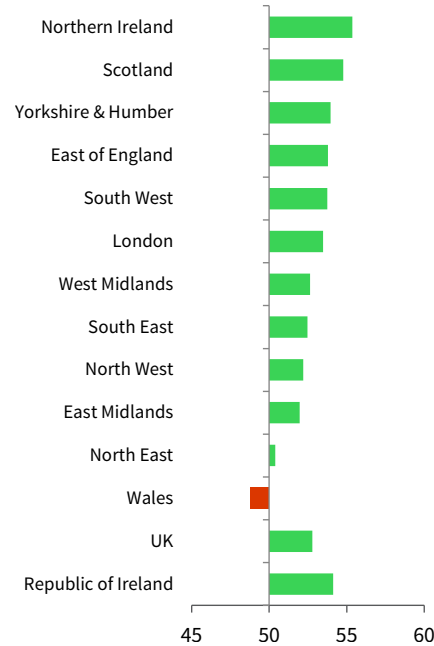 Northern Ireland
Scotland
Yorkshire & Humber
East of England
South West
London
West Midlands
South East
North West
East Midlands
North East
Wales
UK
Republic of Ireland
45 50 55 60